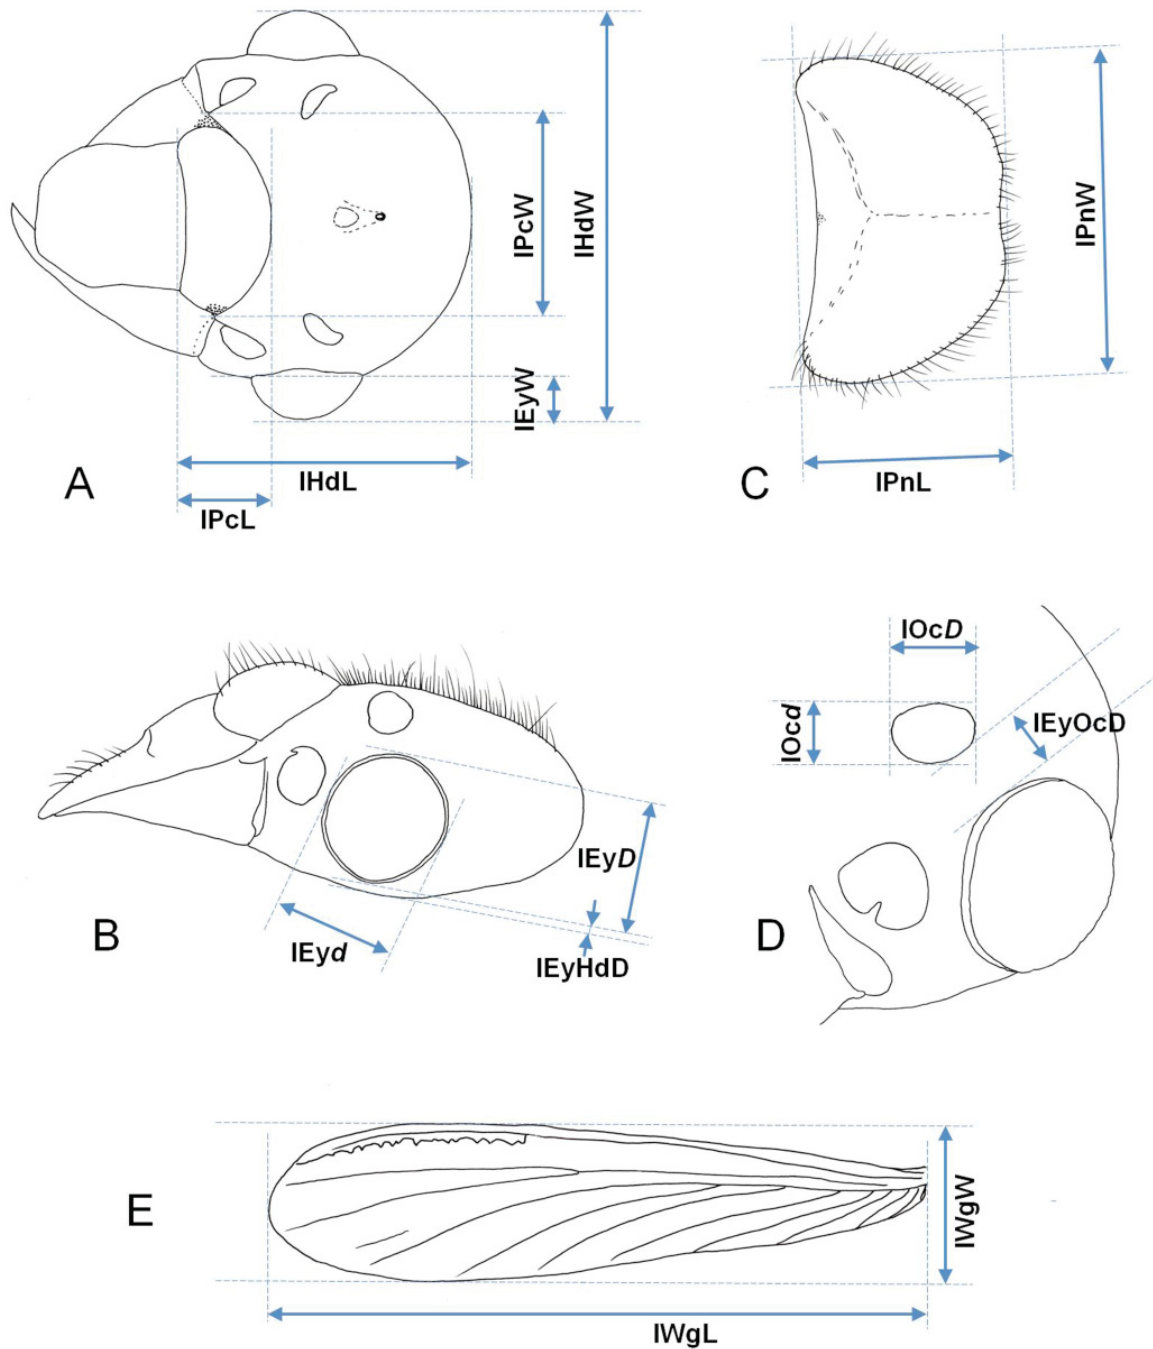 IPcW
IHdW
IEyW
IHdL
IPcL
A
IPnW
IPnL
C
IEyD
IEyd
IEyHdD
B
IOcD
IOcd
IEyOcD
D
E
IWgW
IWgL